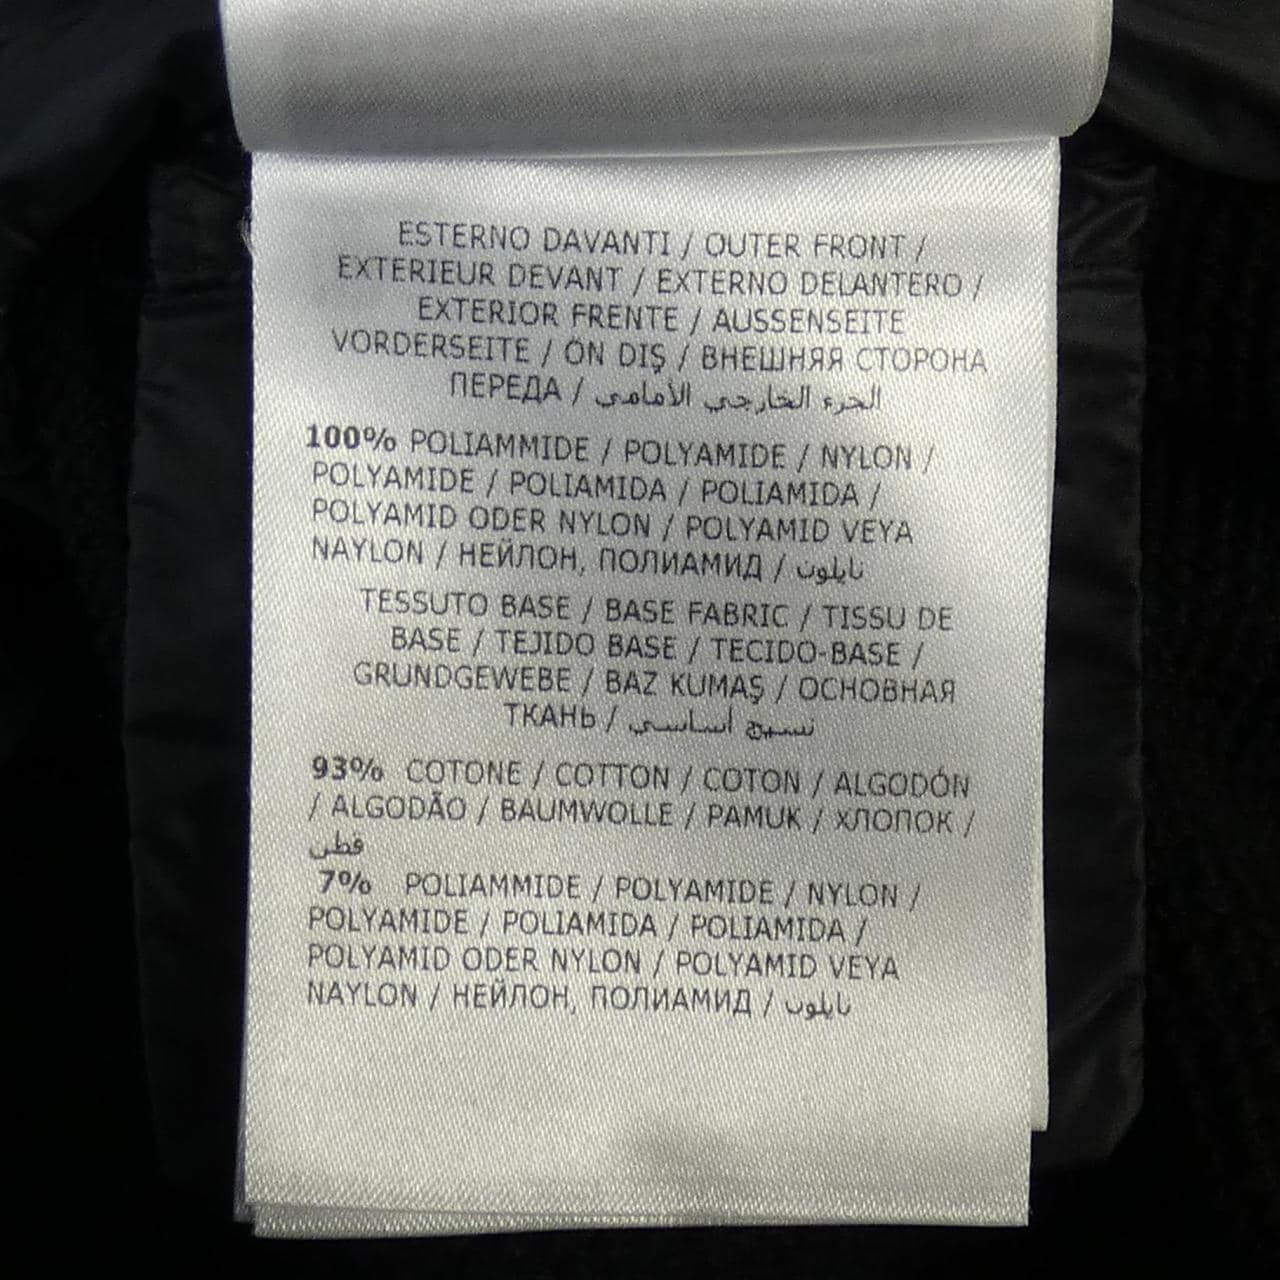 ESTERNO DAVANTI / OUTER FRONT /
EXTERIEUR DEVANT / EXTERNO DELANTERO /
EXTERIOR FRENTE / AUSSENSEITE
VORDERSEITE / ÖN DIŞ / ВНЕШНЯЯ СТОРОНА
ПЕРЕДА / الجزء الخارجي الأمامي
100% POLIAMMIDE / POLYAMIDE / NYLON /
POLYAMIDE / POLIAMIDA / POLIAMIDA /
POLYAMID ODER NYLON / POLYAMID VEYA
NAYLON / НЕЙЛОН, ПОЛИАМИД / نايلون
TESSUTO BASE / BASE FABRIC / TISSU DE
BASE / TEJIDO BASE / TECIDO-BASE /
GRUNDGEWEBE / BAZ KUMAŞ / ОСНОВНАЯ
ТКАНЬ / نسيج أساسي
93% COTONE / COTTON / COTON / ALGODÓN
/ ALGODÃO / BAUMWOLLE / PAMUK / ХЛОПОК /
قطن
7% POLIAMMIDE / POLYAMIDE / NYLON /
POLYAMIDE / POLIAMIDA / POLIAMIDA /
POLYAMID ODER NYLON / POLYAMID VEYA
NAYLON / НЕЙЛОН, ПОЛИАМИД / نايلون